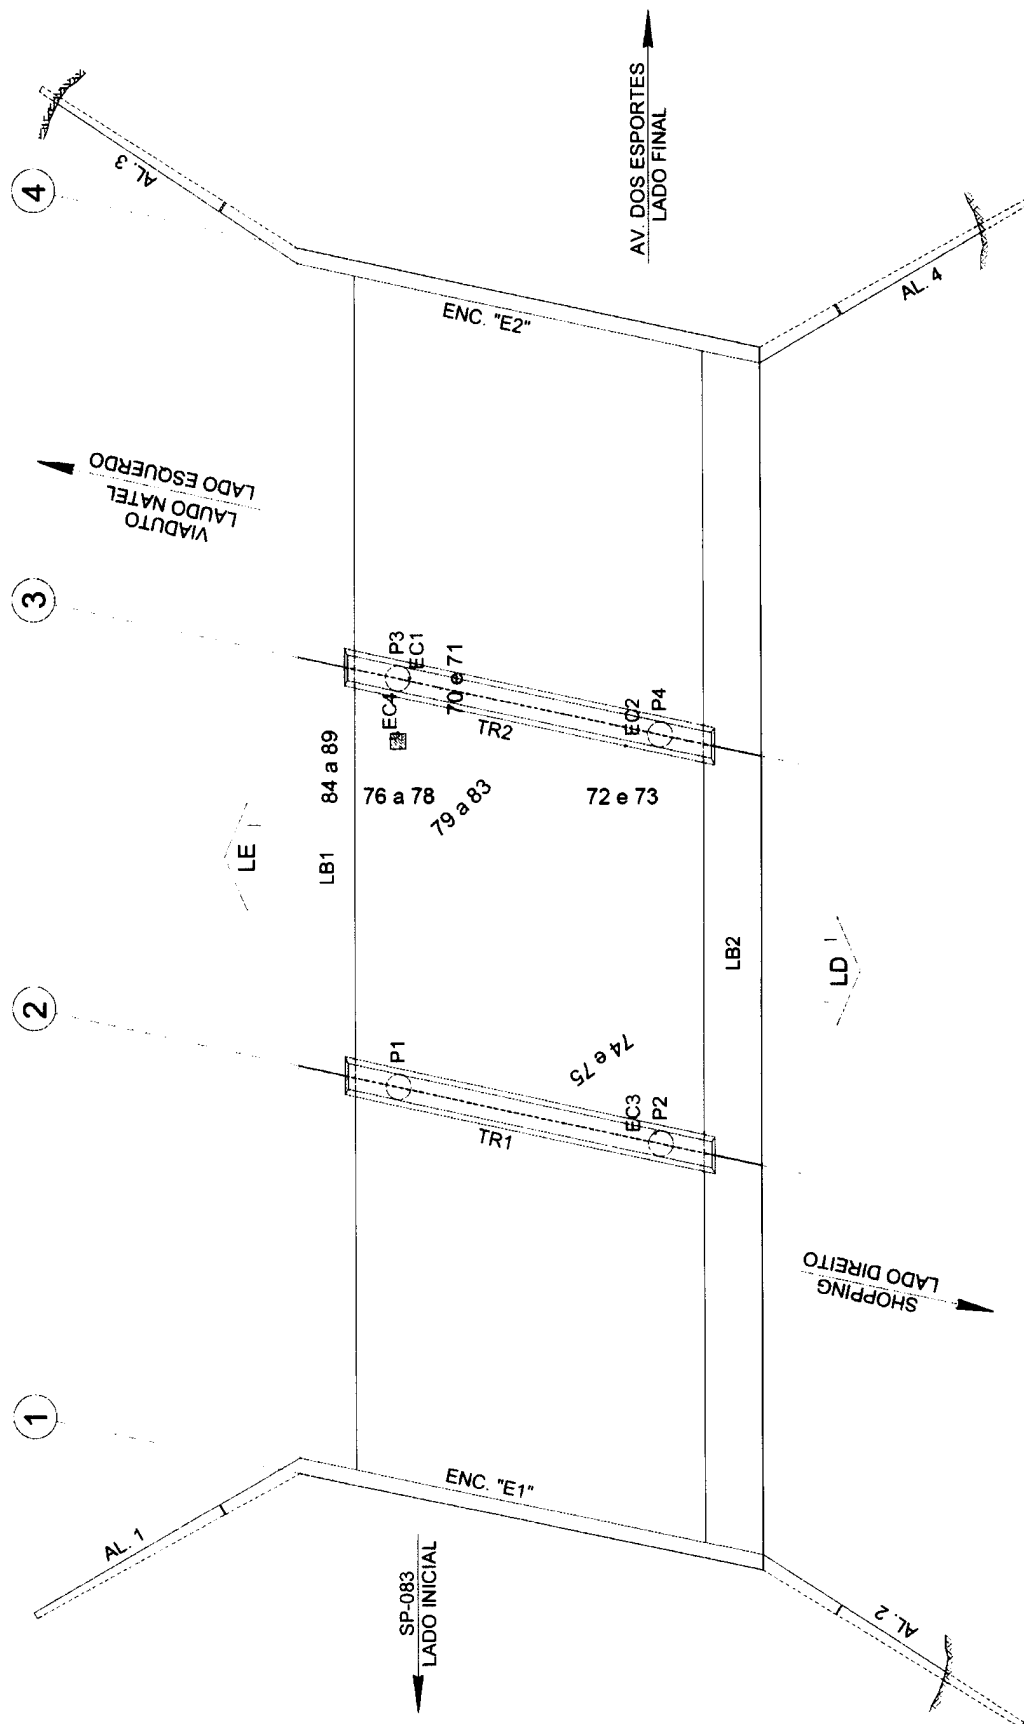 1
2
3
4
AL. 1
AL. 3
VIADUTO
LAUDO NATEL
LADO ESQUERDO
LE
84 a 89
LB1
SP-083
LADO INICIAL
ENC. "E1"
P1
TR1
EC3
P2
74 e 75
76 a 78
79 a 83
72 e 73
EC4
P3
EC1
70 e 71
TR2
EC2
P4
ENC. "E2"
AV. DOS ESPORTES
LADO FINAL
LB2
LD
AL. 2
AL. 4
SHOPPING
LADO DIREITO